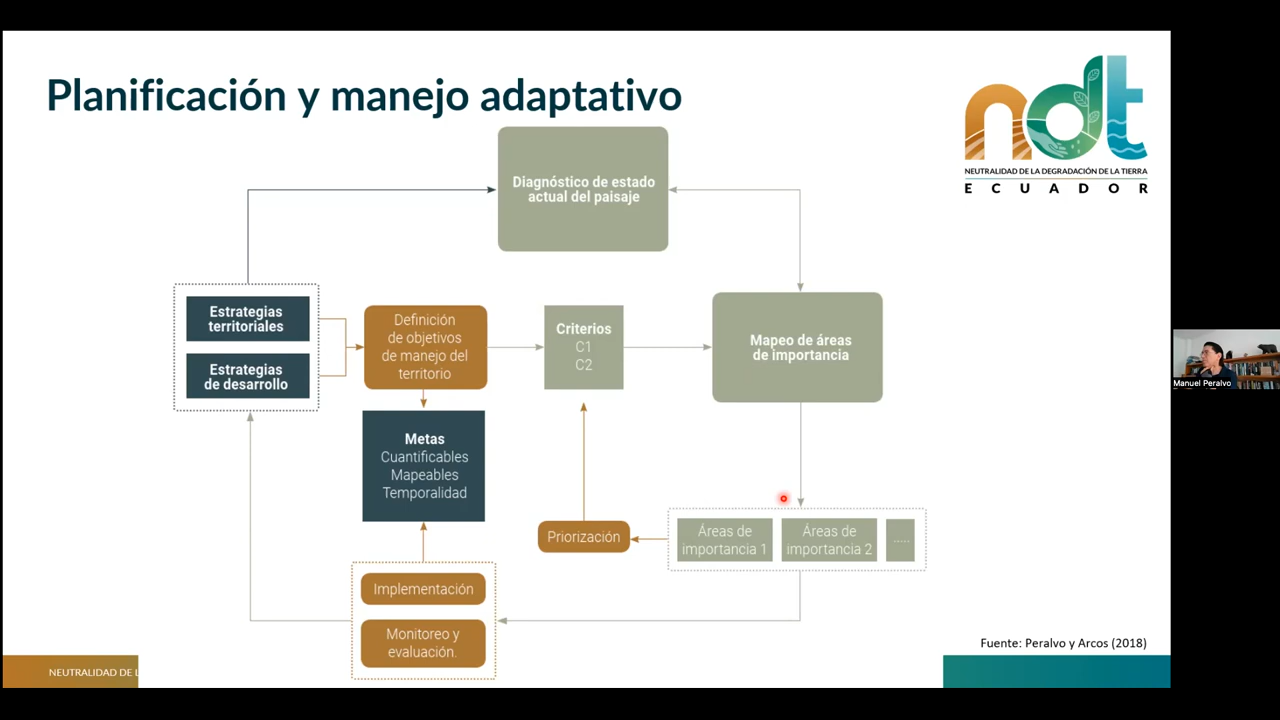 Planificación y manejo adaptativo
ndt
NEUTRALIDAD DE LA DEGRADACIÓN DE LA TIERRA
ECUADOR
Diagnóstico de estado
actual del paisaje
Estrategias
territoriales
Estrategias
de desarrollo
Definición
de objetivos
de manejo del
territorio
Criterios
C1
C2
Mapeo de áreas
de importancia
Metas
Cuantificables
Mapeables
Temporalidad
Priorización
Áreas de
importancia 1
Áreas de
importancia 2
.....
Implementación
Monitoreo y
evaluación.
Fuente: Peralvo y Arcos (2018)
NEUTRALIDAD DE L
Manuel Peralvo